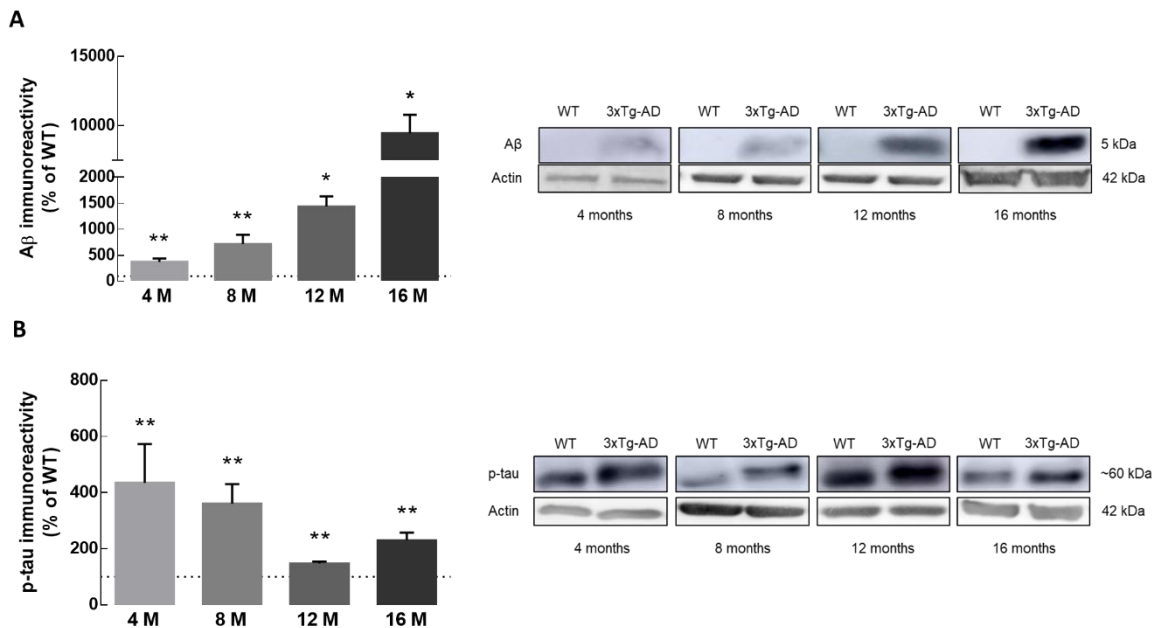 A
Aβ immunoreactivity
(% of WT)
15000
10000
2000
1500
1000
500
0
**
**
*
*
4 M 8 M 12 M 16 M
WT 3xTg-AD WT 3xTg-AD WT 3xTg-AD WT 3xTg-AD
Aβ 5 kDa
Actin 42 kDa
4 months 8 months 12 months 16 months
B
p-tau immunoreactivity
(% of WT)
800
600
400
200
0
**
**
**
**
4 M 8 M 12 M 16 M
WT 3xTg-AD WT 3xTg-AD WT 3xTg-AD WT 3xTg-AD
p-tau ~60 kDa
Actin 42 kDa
4 months 8 months 12 months 16 months